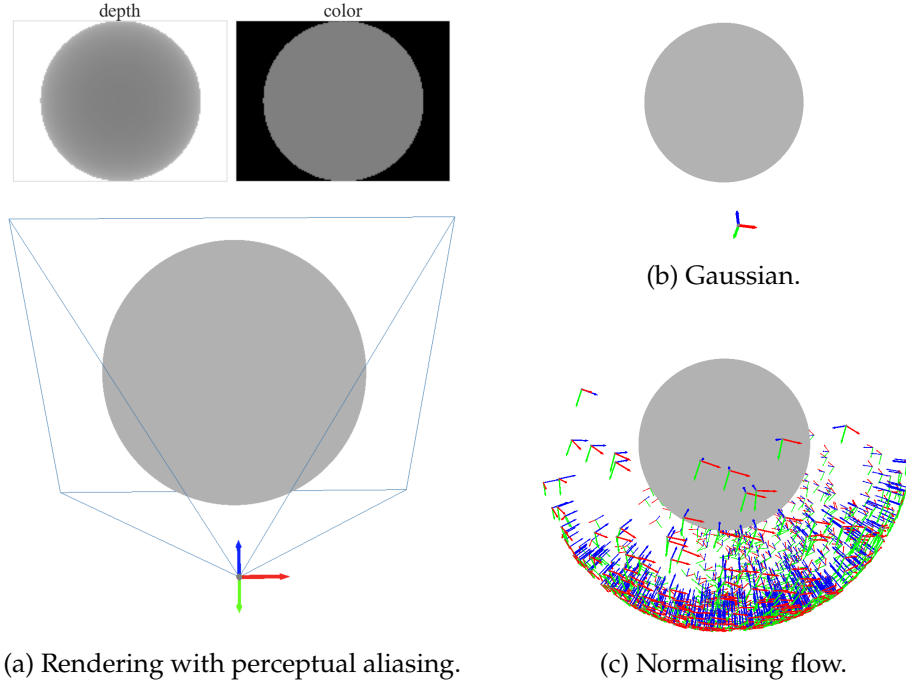 depth
color
(a) Rendering with perceptual aliasing.
(b) Gaussian.
(c) Normalising flow.